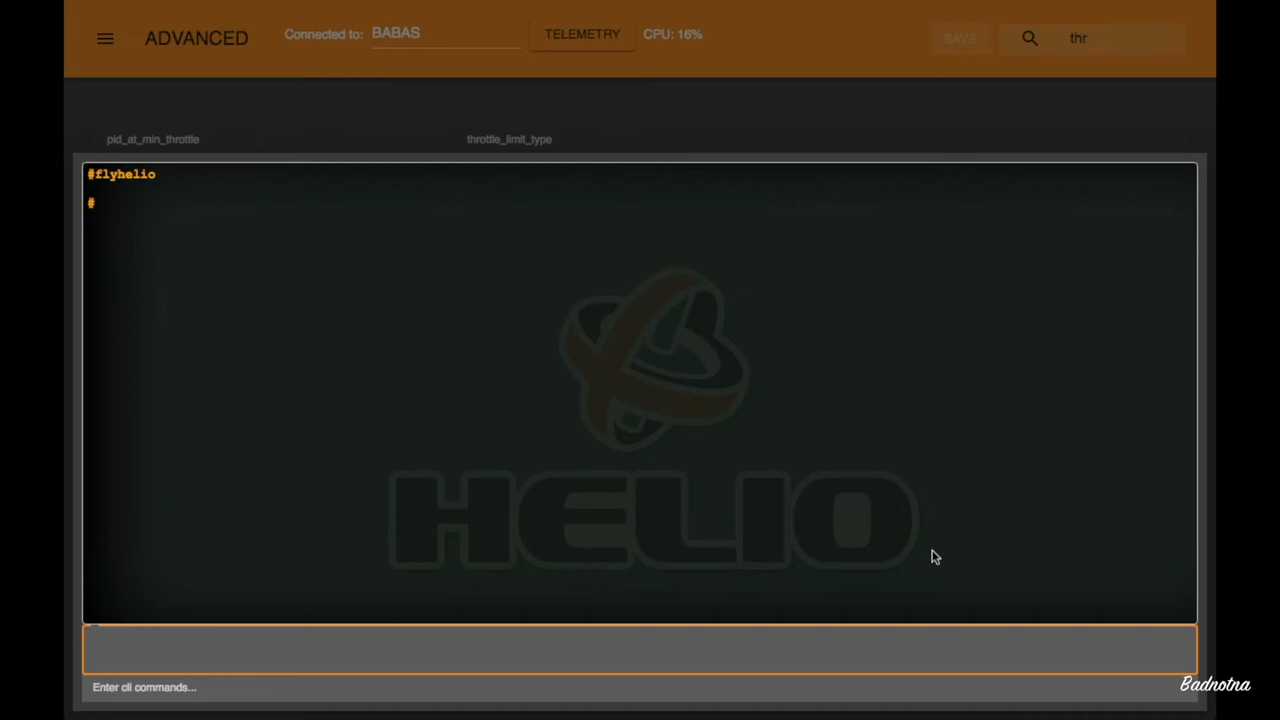 ADVANCED
Connected to: BABAS
TELEMETRY
CPU: 16%
SAVE
thr
pid_at_min_throttle
throttle_limit_type
#flyhelio
#
HELIO
Enter cli commands...
Badnotna